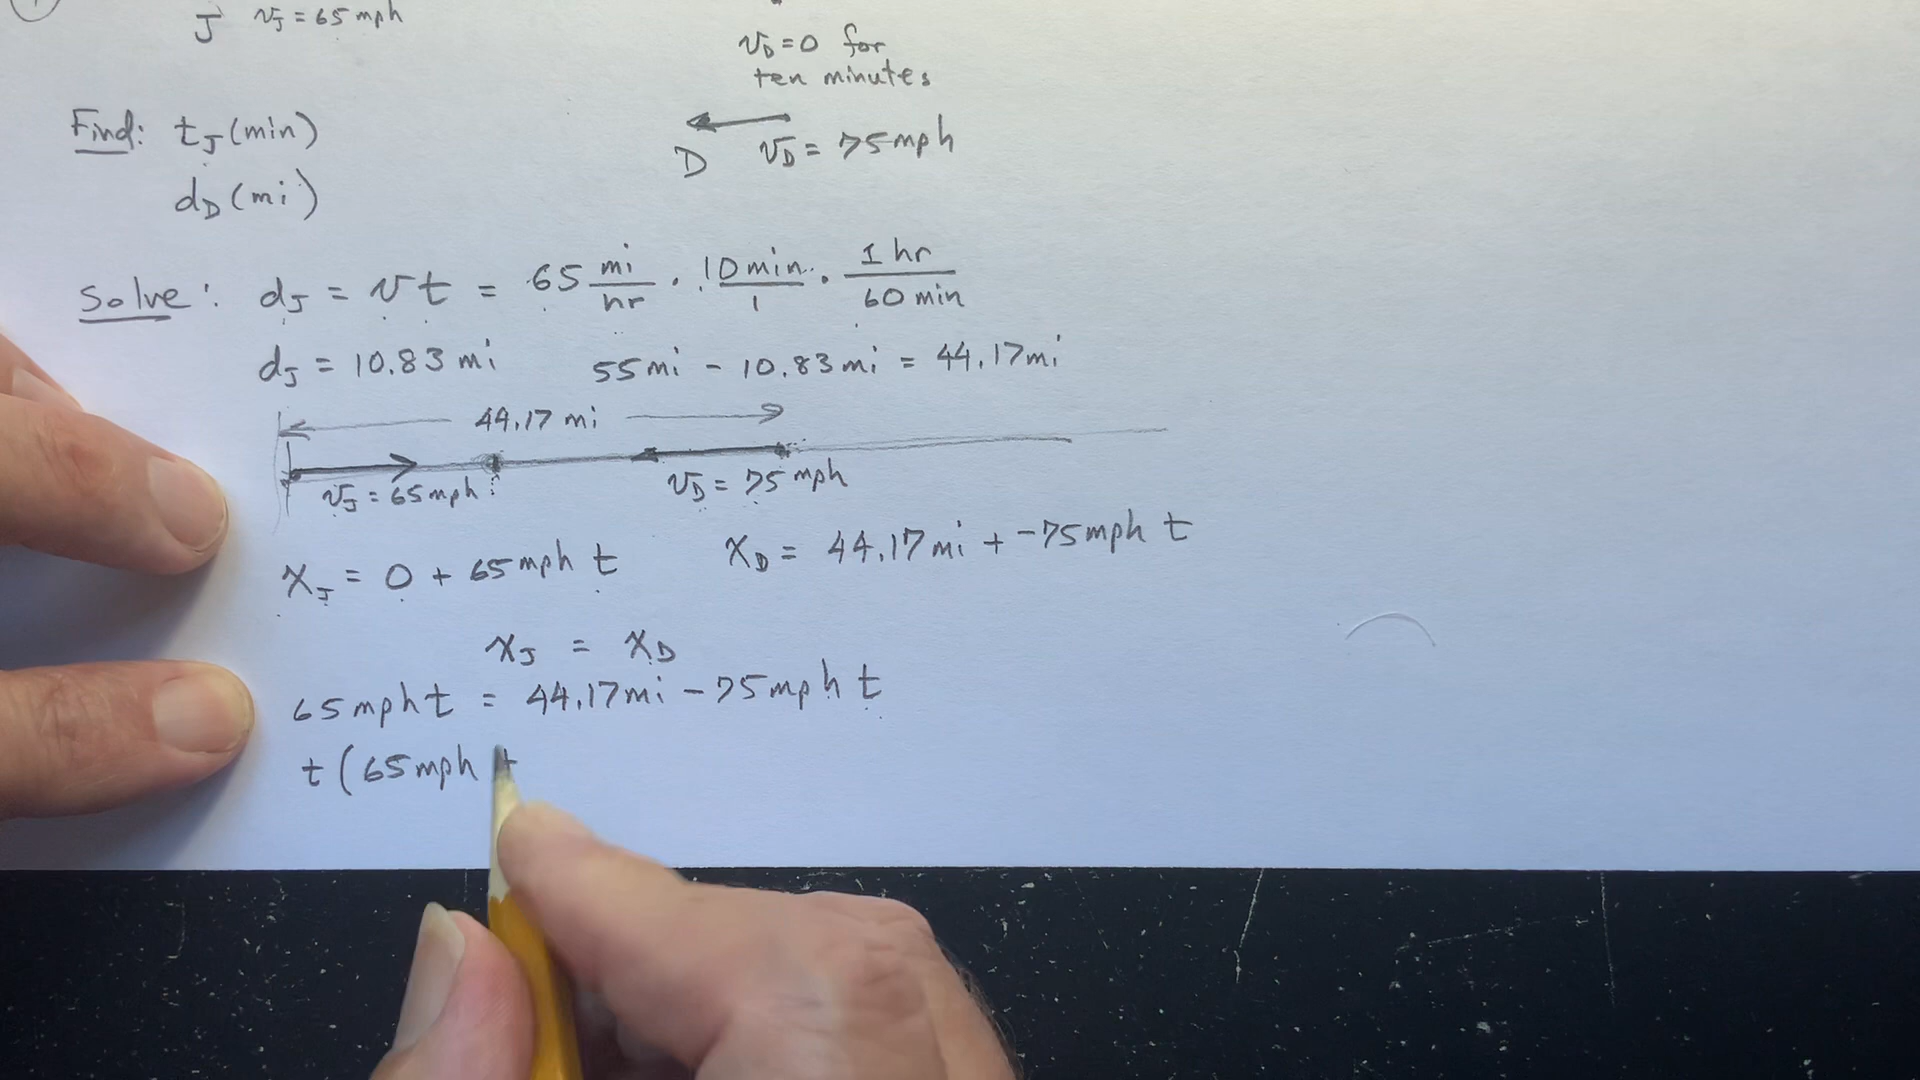 J v_J = 65 mph
v_D = 0 for
ten minutes
Find: t_J (min)
D v_D = 75 mph
d_D (mi)
Solve: d_J = v t = 65 mi/hr · 10 min/1 · 1 hr/60 min
d_J = 10.83 mi 55 mi - 10.83 mi = 44.17 mi
44.17 mi
v_J = 65 mph v_D = 75 mph
x_J = 0 + 65 mph t x_D = 44.17 mi + -75 mph t
x_J = x_D
65 mph t = 44.17 mi - 75 mph t
t (65 mph +